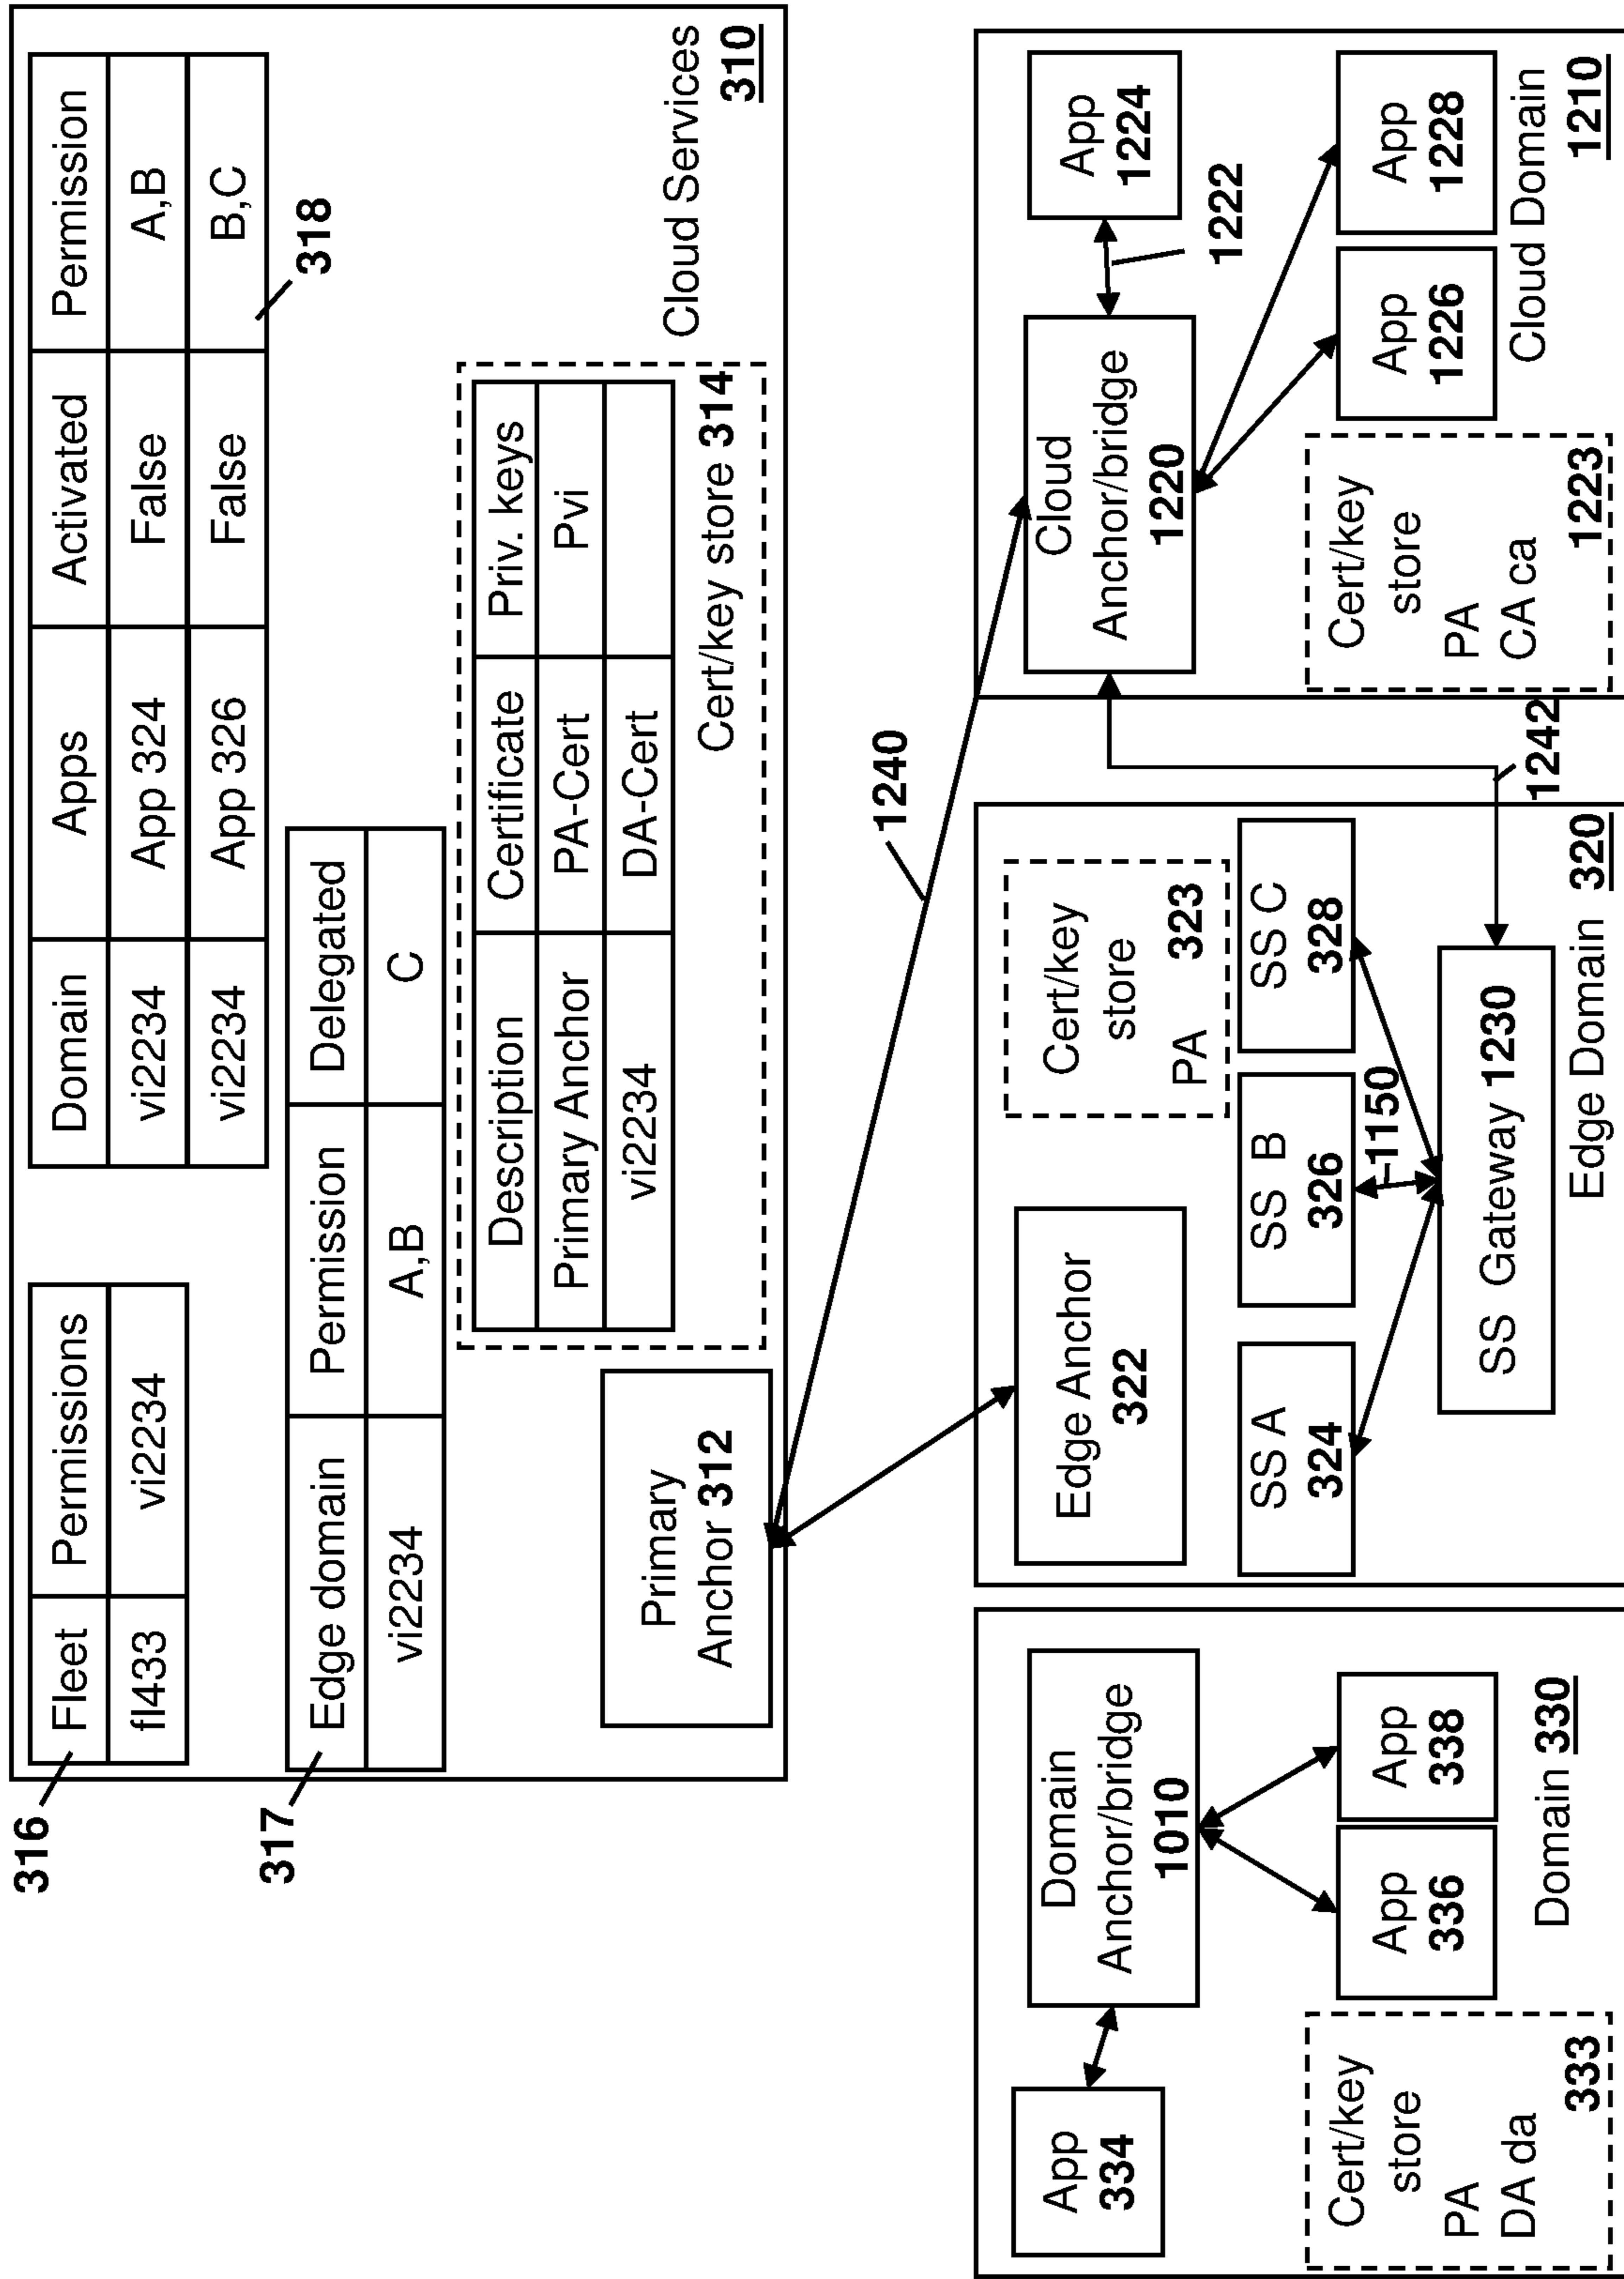 316
Fleet Permissions
fl433 vi2234
Domain Apps Activated Permission
vi2234 App 324 False A,B
vi2234 App 326 False B,C
318
317
Edge domain Permission Delegated
vi2234 A,B C
Description Certificate Priv. keys
Primary Anchor PA-Cert Pvi
vi2234 DA-Cert
Cert/key store 314
Primary
Anchor 312
Cloud Services
310
1240
App
334
Domain
Anchor/bridge
1010
App
336
App
338
Cert/key
store
PA
DA da
333
Domain 330
Edge Anchor
322
Cert/key
store
PA 323
SS A
324
SS B
326
SS C
328
1150
SS Gateway 1230
Edge Domain 320
1242
Cloud
Anchor/bridge
1220
App
1224
1222
App
1226
App
1228
Cert/key
store
PA
CA ca
1223
Cloud Domain
1210